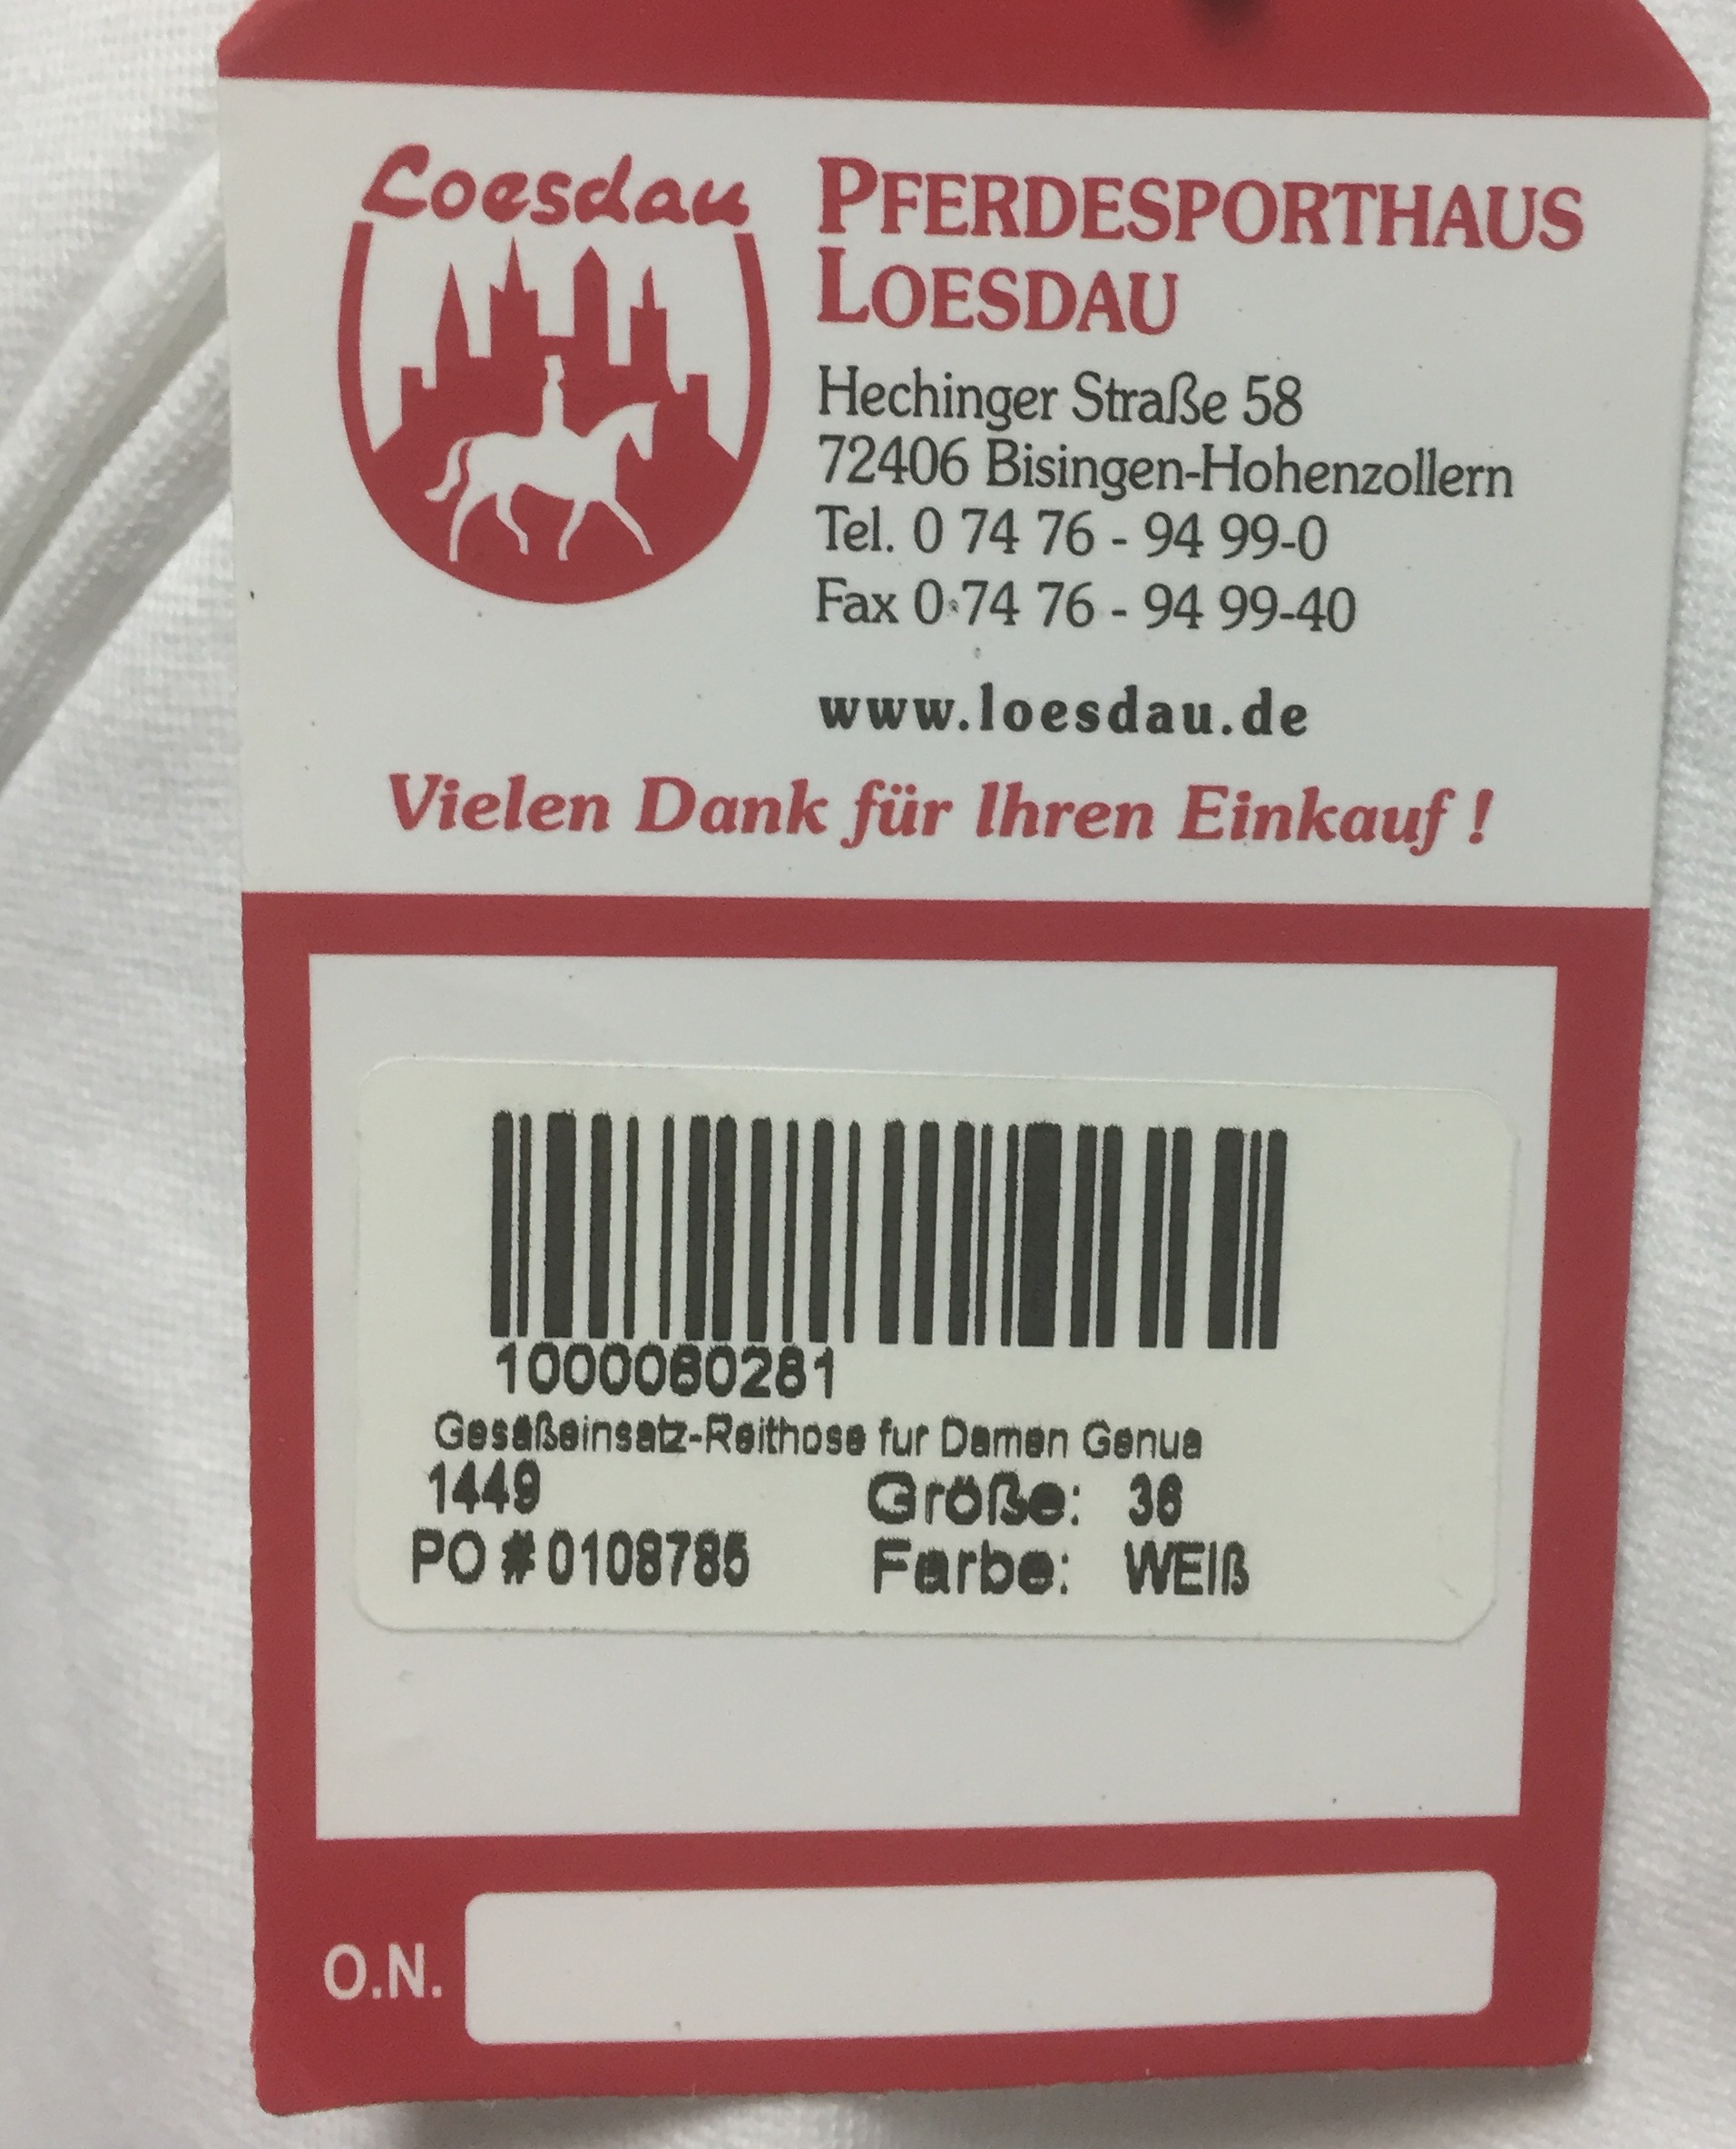 Loesdau
PFERDESPORTHAUS
LOESDAU
Hechinger Straße 58
72406 Bisingen-Hohenzollern
Tel. 0 74 76 - 94 99-0
Fax 0 74 76 - 94 99-40
www.loesdau.de
Vielen Dank für Ihren Einkauf !
1000060281
Gesäßeinsatz-Reithose fur Damen Genua
1449
Größe: 36
PO # 0108785
Farbe: WEIß
O.N.